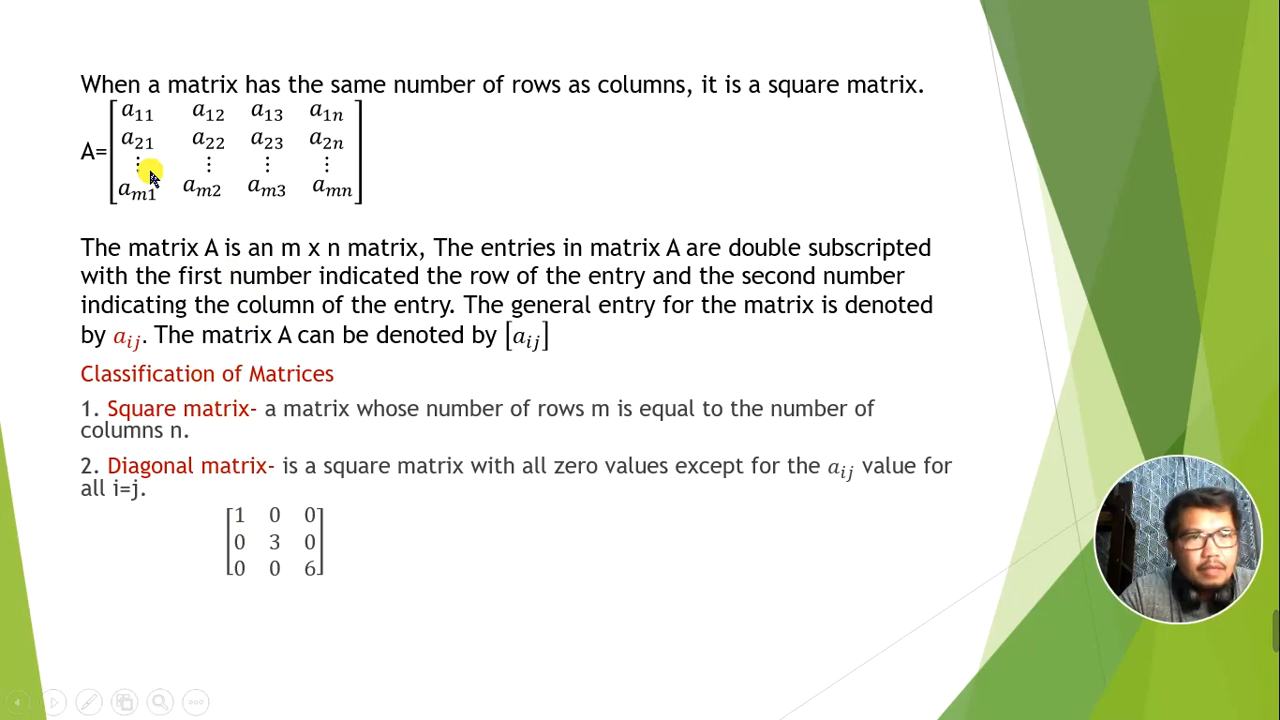 When a matrix has the same number of rows as columns, it is a square matrix.
a11 a12 a13 a1n
a21 a22 a23 a2n
A=
⋮ ⋮ ⋮ ⋮
am1 am2 am3 amn
The matrix A is an m x n matrix, The entries in matrix A are double subscripted
with the first number indicated the row of the entry and the second number
indicating the column of the entry. The general entry for the matrix is denoted
by aij. The matrix A can be denoted by [aij]
Classification of Matrices
1. Square matrix- a matrix whose number of rows m is equal to the number of
columns n.
2. Diagonal matrix- is a square matrix with all zero values except for the aij value for
all i=j.
1 0 0
0 3 0
0 0 6